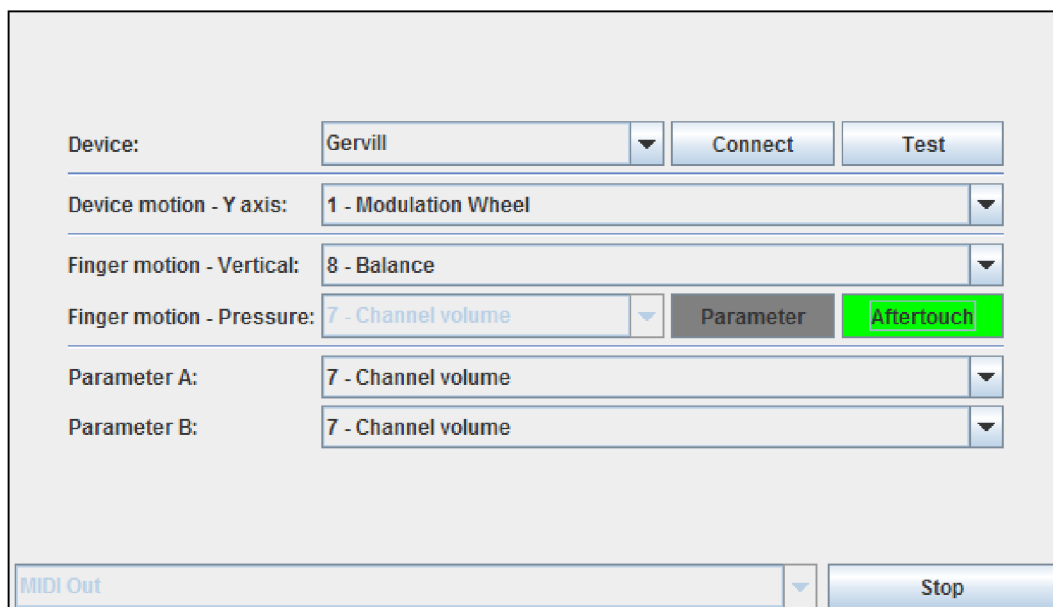 Device: Gervill Connect Test
Device motion - Y axis: 1 - Modulation Wheel
Finger motion - Vertical: 8 - Balance
Finger motion - Pressure: 7 - Channel volume Parameter Aftertouch
Parameter A: 7 - Channel volume
Parameter B: 7 - Channel volume
MIDI Out Stop